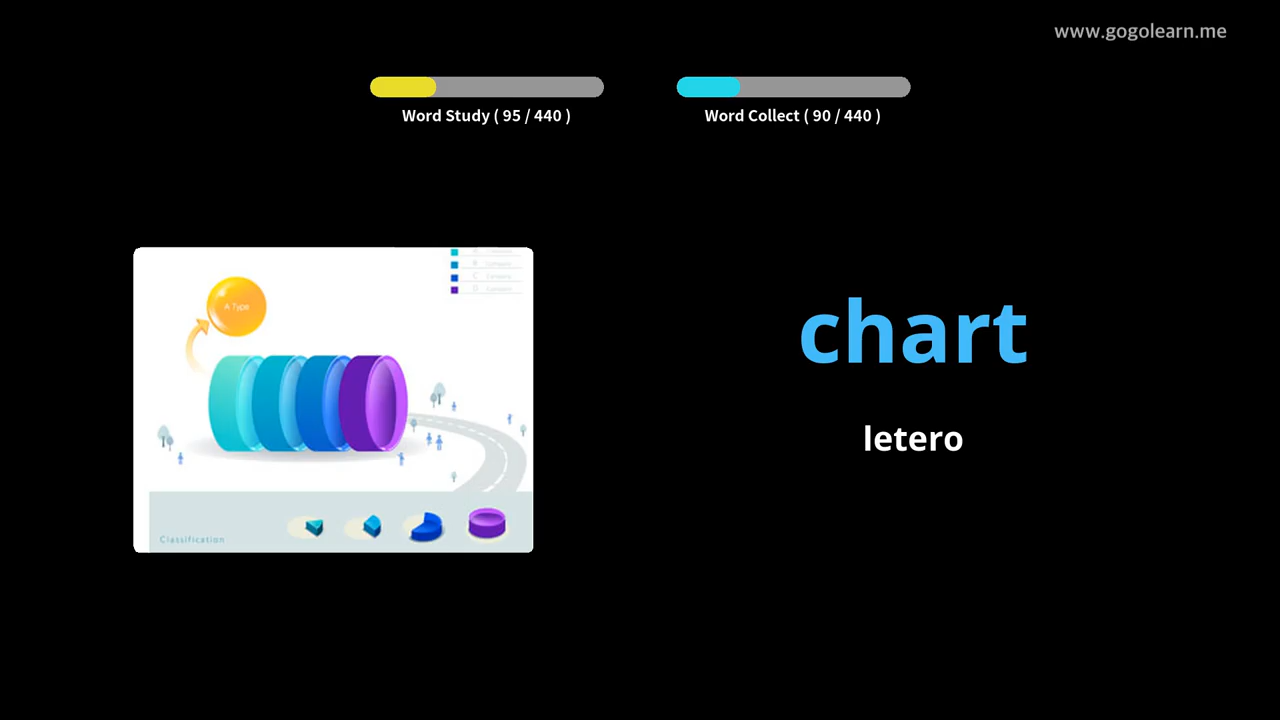 www.gogolearn.me
Word Study ( 95 / 440 )
Word Collect ( 90 / 440 )
A Type
chart
letero
B
C
Classification